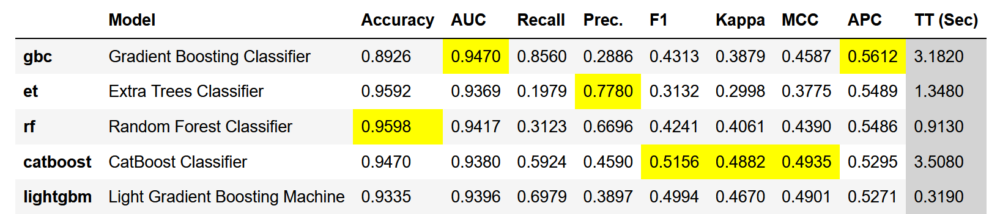 Model Accuracy AUC Recall Prec. F1 Kappa MCC APC TT (Sec)
gbc Gradient Boosting Classifier 0.8926 0.9470 0.8560 0.2886 0.4313 0.3879 0.4587 0.5612 3.1820
et Extra Trees Classifier 0.9592 0.9369 0.1979 0.7780 0.3132 0.2998 0.3775 0.5489 1.3480
rf Random Forest Classifier 0.9598 0.9417 0.3123 0.6696 0.4241 0.4061 0.4390 0.5486 0.9130
catboost CatBoost Classifier 0.9470 0.9380 0.5924 0.4590 0.5156 0.4882 0.4935 0.5295 3.5080
lightgbm Light Gradient Boosting Machine 0.9335 0.9396 0.6979 0.3897 0.4994 0.4670 0.4901 0.5271 0.3190